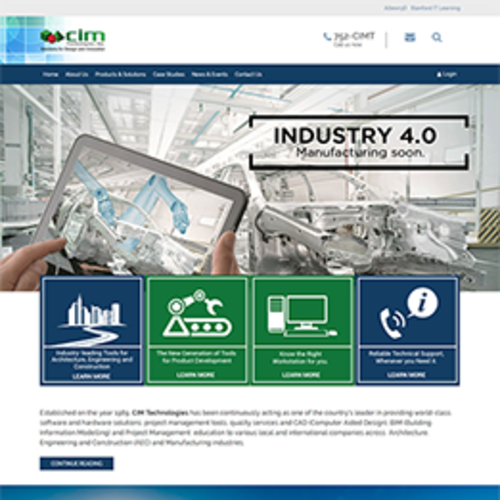 Stanford IT Learning
cim
Technologies Inc.
Solutions for Design and Innovation
752-CIMT
Call us now
Home About Us Products & Solutions Case Studies News & Events Contact Us Login
INDUSTRY 4.0
Manufacturing soon.
Industry leading Tools for
Architecture, Engineering and
Construction
LEARN MORE
The New Generation of Tools
for Product Development
LEARN MORE
Know the Right
Workstation for you
LEARN MORE
Reliable Technical Support,
Whenever you Need it
LEARN MORE
Established on the year 1989, CIM Technologies has been continuously acting as one of the country's leader in providing world-class
software and hardware solutions, project management tools, quality services and CAD (Computer Aided Design), BIM (Building
Information Modeling) and Project Management education to various local and international companies across Architecture
Engineering and Construction (AEC) and Manufacturing industries.
CONTINUE READING